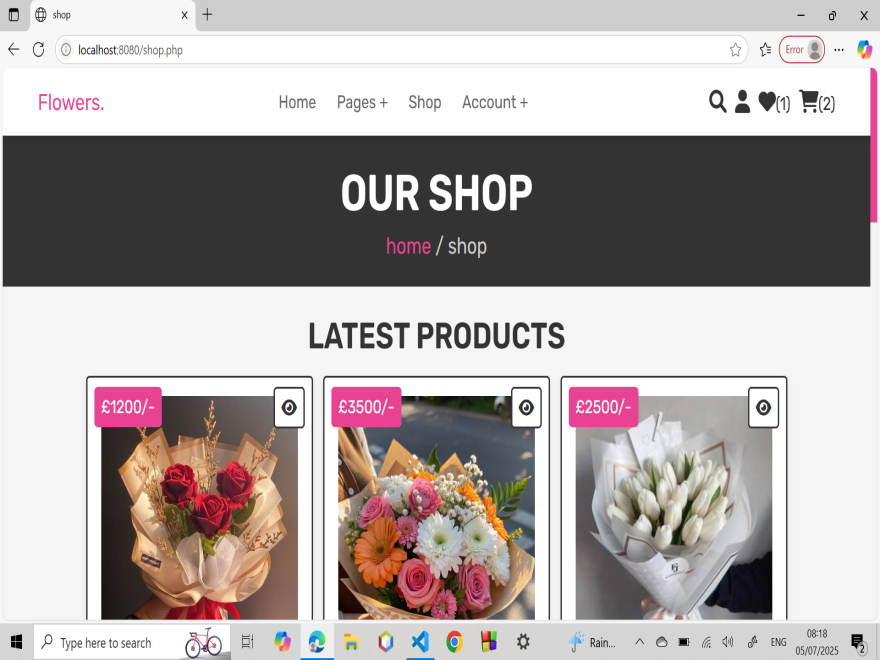 shop
localhost:8080/shop.php
Error
Flowers.
Home Pages + Shop Account +
(1) (2)
OUR SHOP
home / shop
LATEST PRODUCTS
£1200/- £3500/- £2500/-
Type here to search
Rain...
ENG
08:18
05/07/2025
2